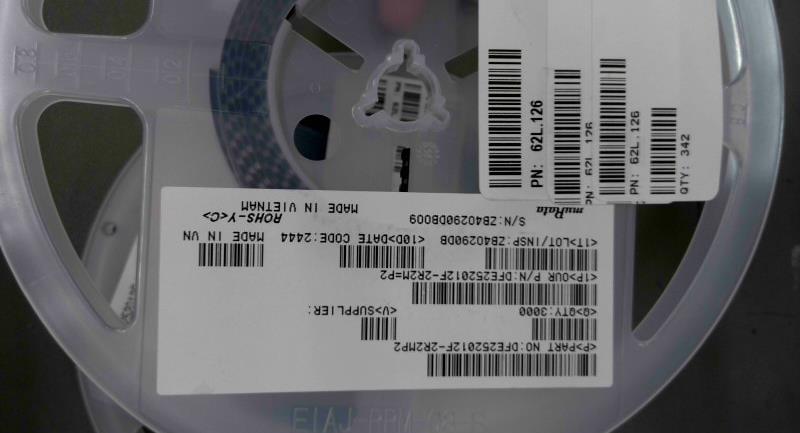 PN: 62L.126
PN: 62L.126
PN: 62L.126
QTY: 342
<P>PART NO:DFE252012F-2R2MP2
<Q>QTY:3000 <V>SUPPLIER:
<1P>OUR P/N:DFE252012F-2R2M=P2
<1T>LOT/INSP:ZB40290DB <10D>DATE CODE:2444 MADE IN VN
S/N:ZB40290DB009 ROHS-Y<C>
muRata MADE IN VIETNAM